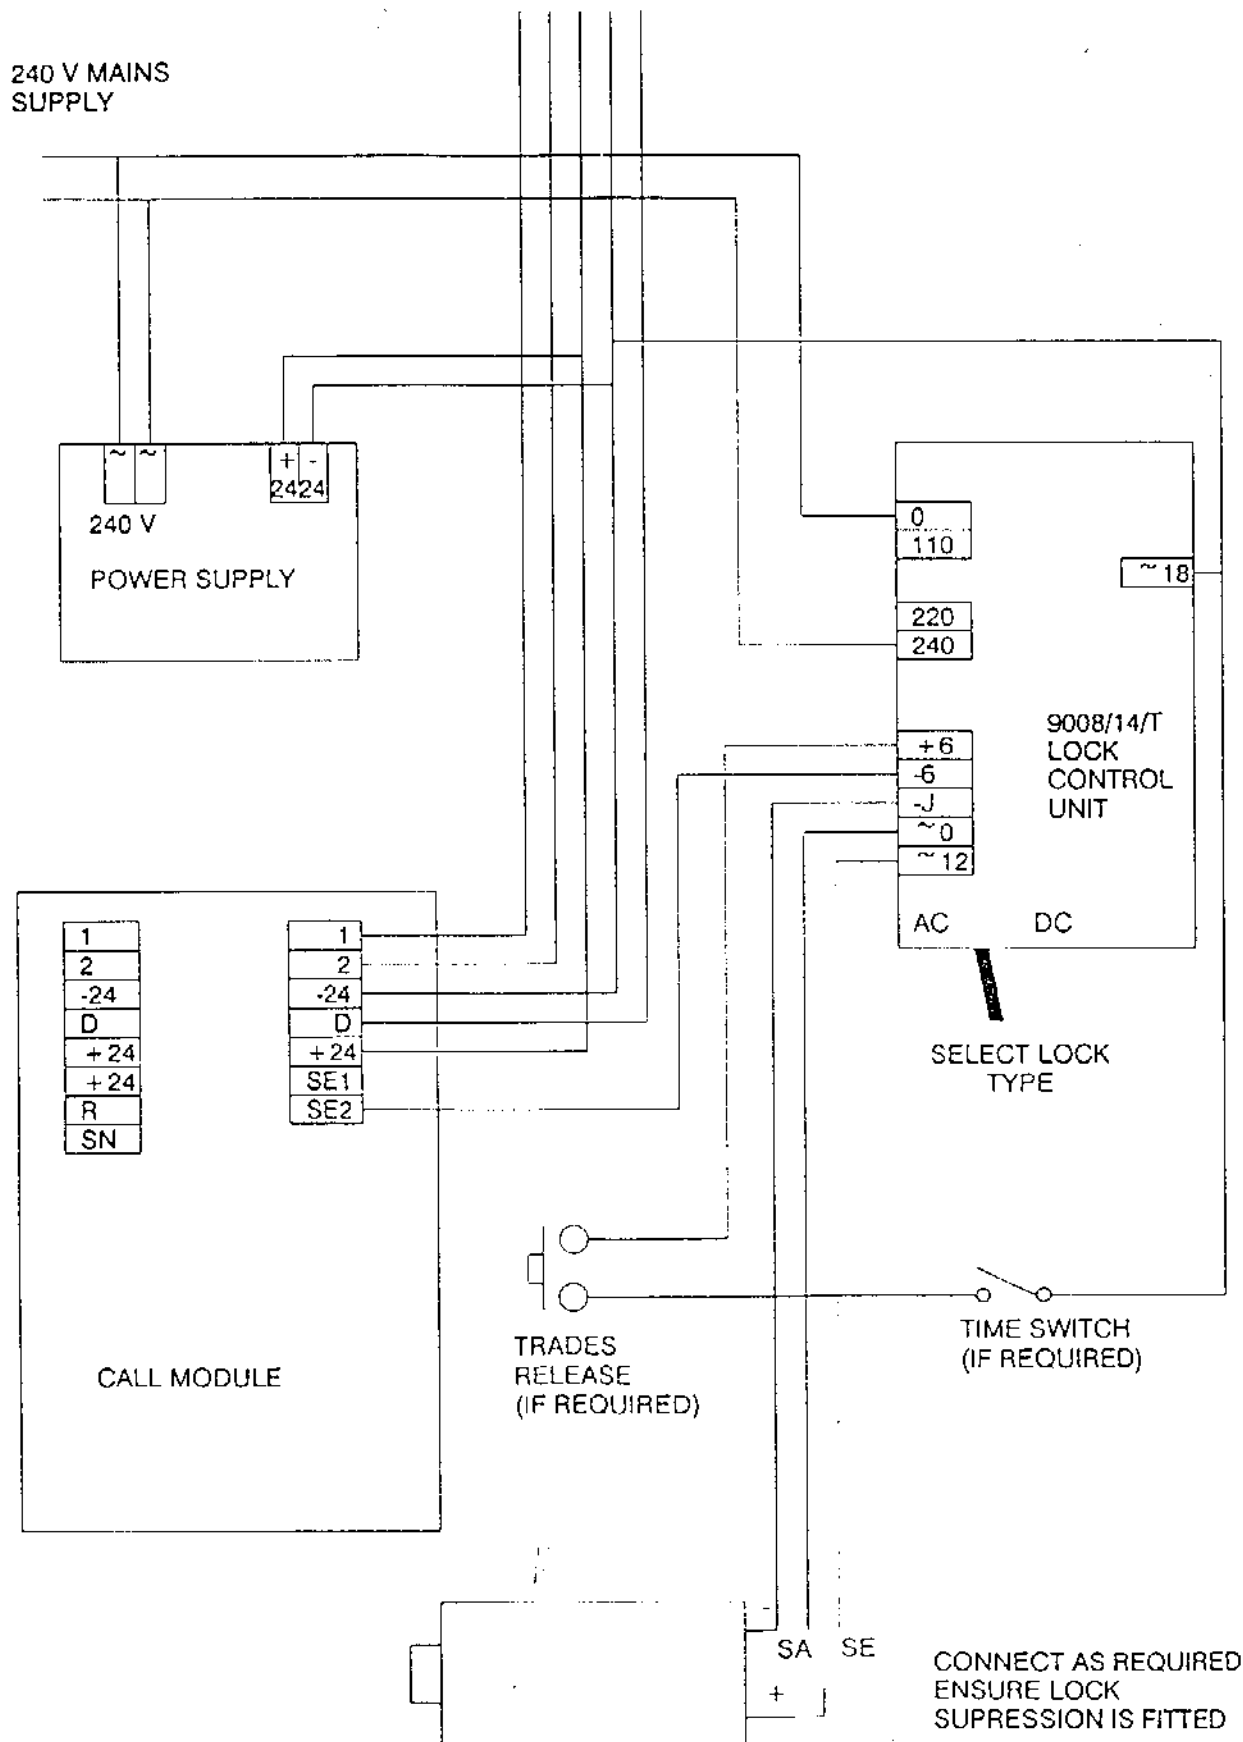 240 V MAINS
SUPPLY
~ ~
+ -
24 24
240 V
POWER SUPPLY
0
110
~ 18
220
240
9008/14/T
LOCK
CONTROL
UNIT
+6
-6
-J
~ 0
~ 12
AC DC
SELECT LOCK
TYPE
1
2
-24
D
+24
+24
R
SN
1
2
-24
D
+24
SE1
SE2
CALL MODULE
TRADES
RELEASE
(IF REQUIRED)
TIME SWITCH
(IF REQUIRED)
-
SA SE
+
CONNECT AS REQUIRED
ENSURE LOCK
SUPRESSION IS FITTED